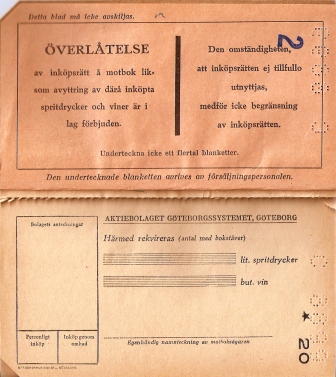 Detta blad må icke avskiljas.
2
ÖVERLÅTELSE
av inköpsrätt å motbok lik-
som avyttring av därå inköpta
spritdrycker och viner är i
lag förbjuden.
Den omständigheten,
att inköpsrätten ej tillfullo
utnyttjas,
medför icke begränsning
av inköpsrätten.
Underteckna icke ett flertal blanketter.
Den undertecknade blanketten avrives av försäljningspersonalen.
Bolagets anteckningar
Personligt
inköp
Inköp genom
ombud
AKTIEBOLAGET GÖTEBORGSSYSTEMET, GÖTEBORG
Härmed rekvireras (antal med bokstäver)
lit. spritdrycker
but. vin
Egenhändig namnteckning av motboksägaren
★ 20